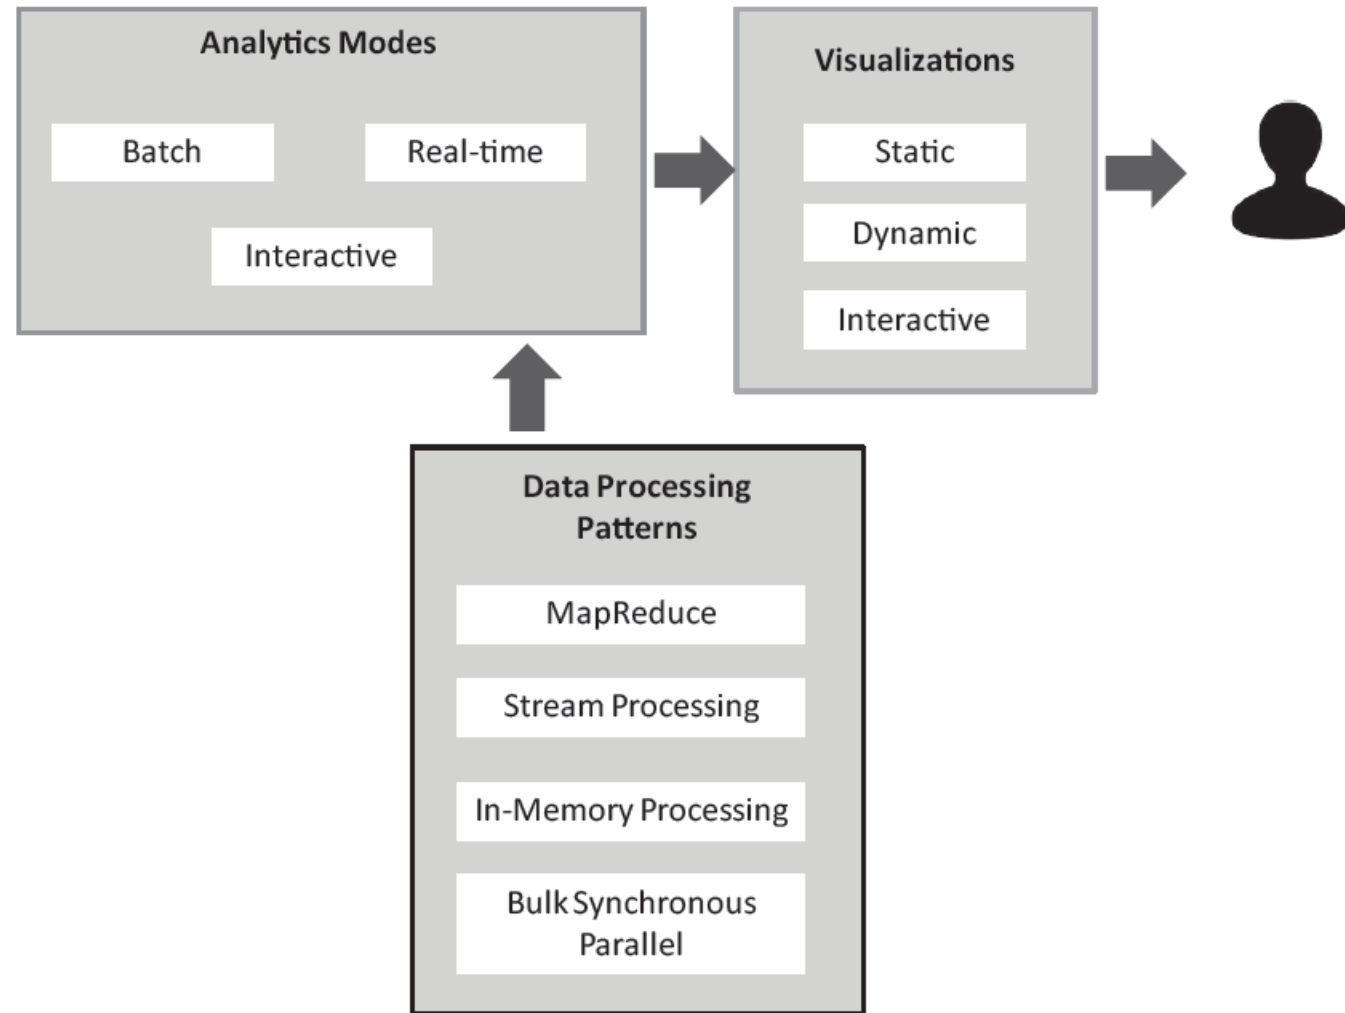 Analytics Modes
Batch
Real-time
Interactive
Visualizations
Static
Dynamic
Interactive
Data Processing
Patterns
MapReduce
Stream Processing
In-Memory Processing
Bulk Synchronous
Parallel